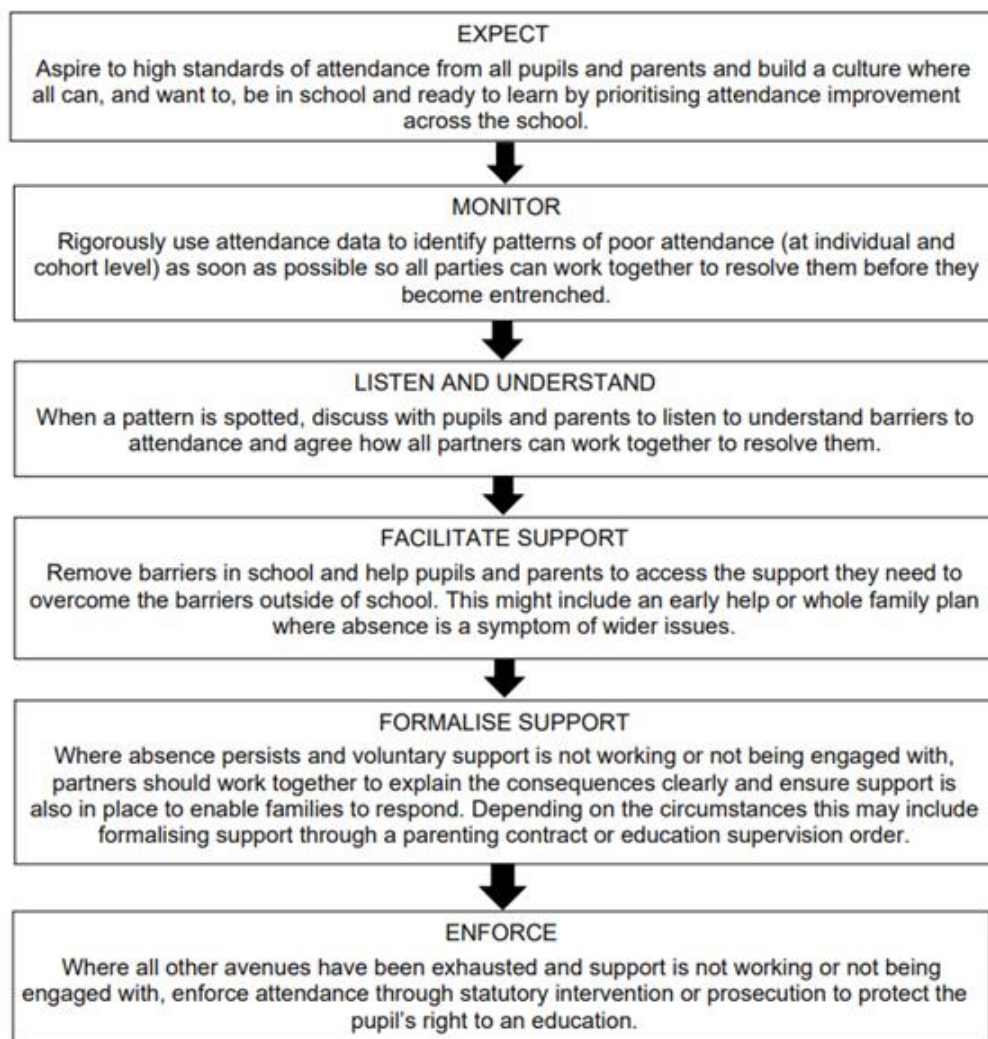 EXPECT
Aspire to high standards of attendance from all pupils and parents and build a culture where
all can, and want to, be in school and ready to learn by prioritising attendance improvement
across the school.
MONITOR
Rigorously use attendance data to identify patterns of poor attendance (at individual and
cohort level) as soon as possible so all parties can work together to resolve them before they
become entrenched.
LISTEN AND UNDERSTAND
When a pattern is spotted, discuss with pupils and parents to listen to understand barriers to
attendance and agree how all partners can work together to resolve them.
FACILITATE SUPPORT
Remove barriers in school and help pupils and parents to access the support they need to
overcome the barriers outside of school. This might include an early help or whole family plan
where absence is a symptom of wider issues.
FORMALISE SUPPORT
Where absence persists and voluntary support is not working or not being engaged with,
partners should work together to explain the consequences clearly and ensure support is
also in place to enable families to respond. Depending on the circumstances this may include
formalising support through a parenting contract or education supervision order.
ENFORCE
Where all other avenues have been exhausted and support is not working or not being
engaged with, enforce attendance through statutory intervention or prosecution to protect the
pupil's right to an education.